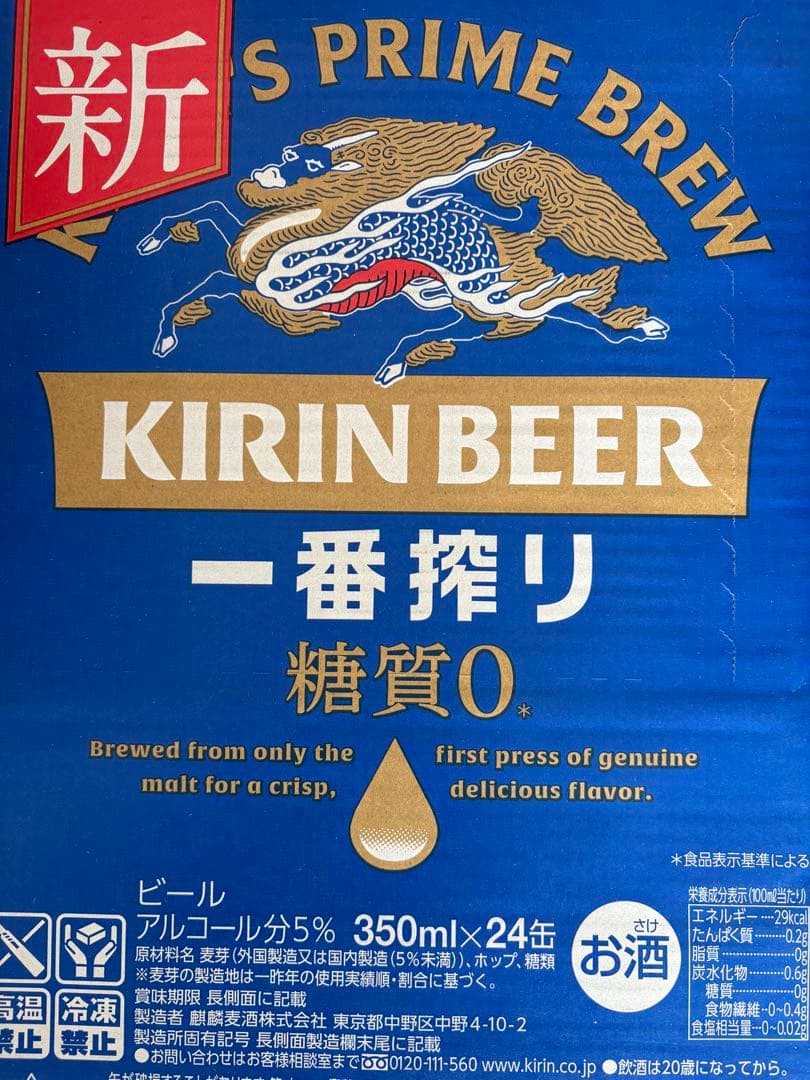 新
'S PRIME BREW
KIRIN BEER
一番搾り
糖質0*
Brewed from only the first press of genuine
malt for a crisp, delicious flavor.
*食品表示基準による
ビール
アルコール分5% 350ml×24缶
原材料名 麦芽(外国製造又は国内製造(5%未満))、ホップ、糖類
※麦芽の製造地は一昨年の使用実績順・割合に基づく。
賞味期限 長側面に記載
製造者 麒麟麦酒株式会社 東京都中野区中野4-10-2
製造所固有記号 長側面製造欄末尾に記載
●お問い合わせはお客様相談室まで 0120-111-560 www.kirin.co.jp ●飲酒は20歳になってから。
さけ
お酒
栄養成分表示(100ml当たり)
エネルギー…29kcal
たんぱく質………0.2g
脂質………………0g
炭水化物…………0.6g
糖質……………0g
食物繊維…0~0.4g
食塩相当量…0~0.02g
高温
禁止
冷凍
禁止